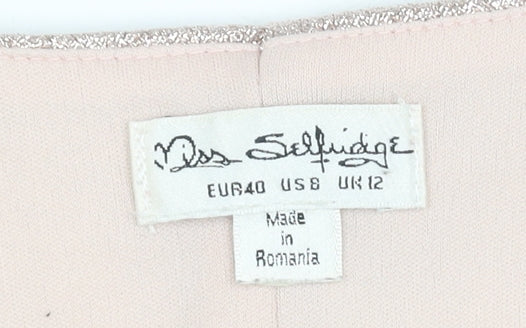 Miss Selfridge
EUR40 US8 UK12
Made
in
Romania